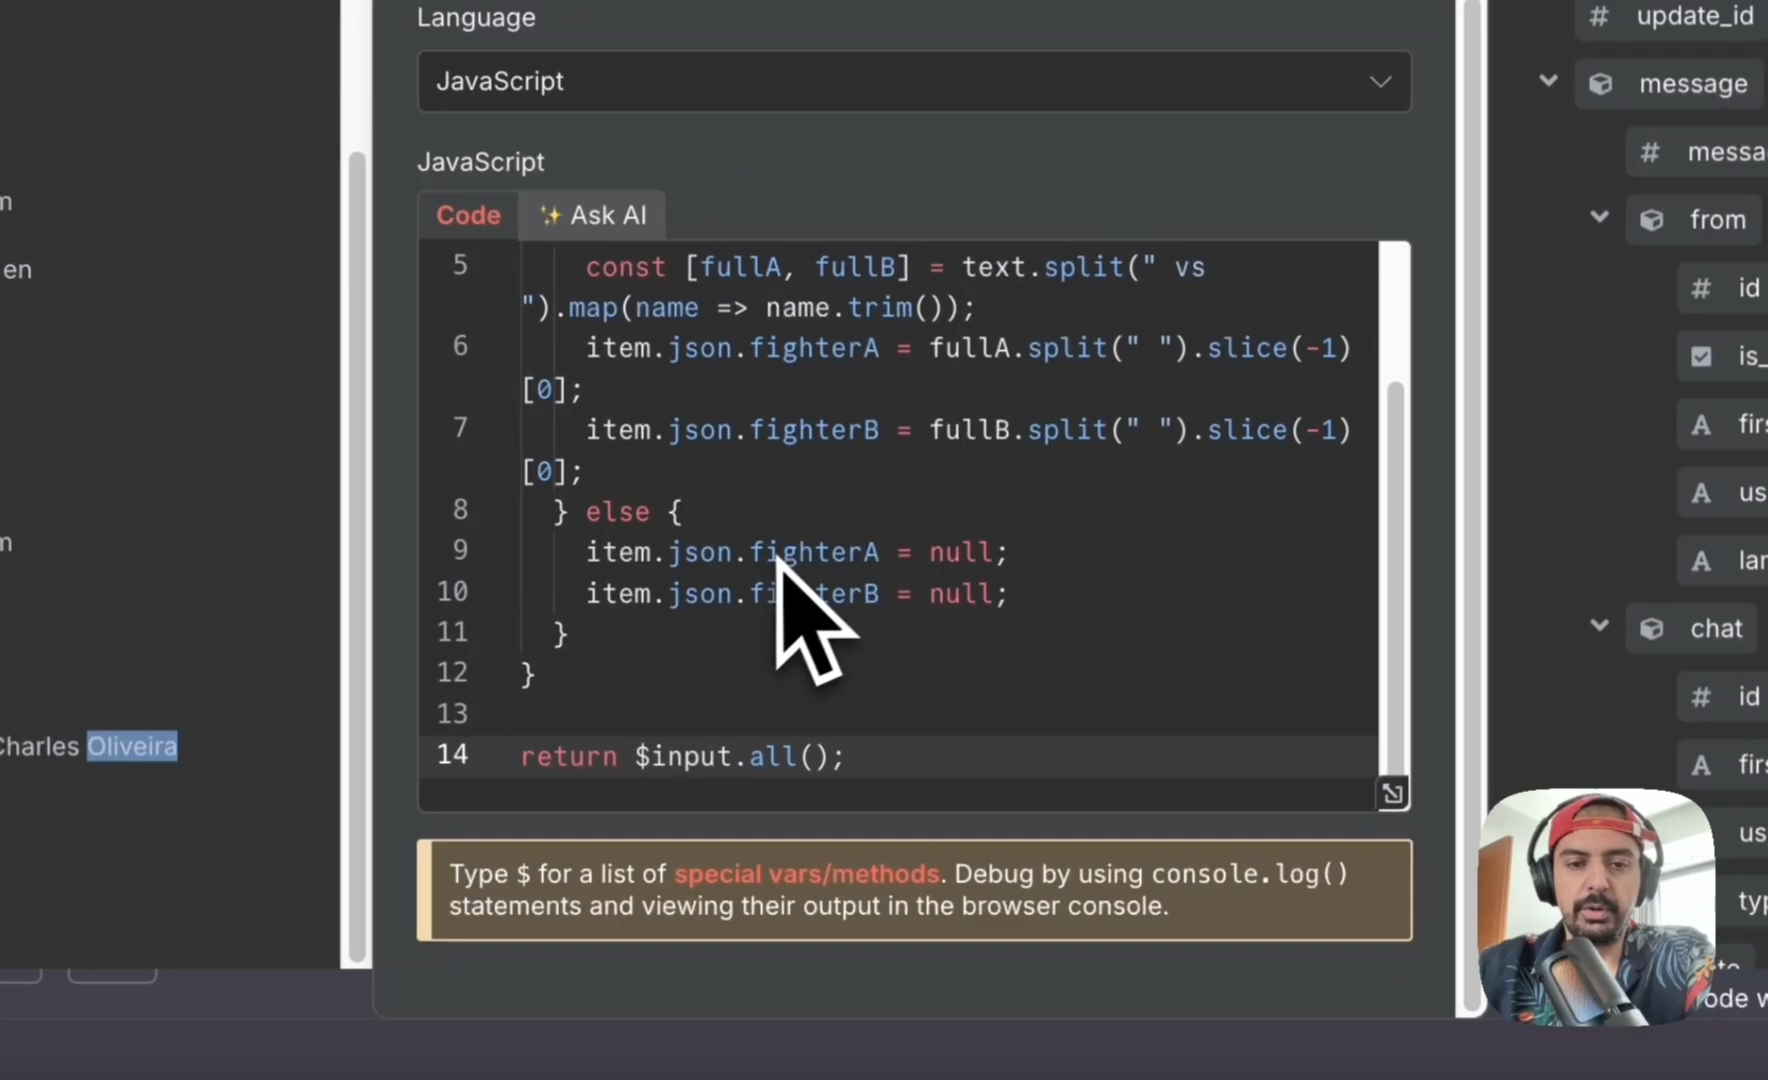 Language
JavaScript
JavaScript
Code
✨ Ask AI
5 const [fullA, fullB] = text.split(" vs
").map(name => name.trim());
6 item.json.fighterA = fullA.split(" ").slice(-1)
[0];
7 item.json.fighterB = fullB.split(" ").slice(-1)
[0];
8 } else {
9 item.json.fighterA = null;
10 item.json.fighterB = null;
11 }
12 }
13
14 return $input.all();
Type $ for a list of special vars/methods. Debug by using console.log()
statements and viewing their output in the browser console.
en
Charles Oliveira
# update_id
message
# messa
from
# id
is_
A firs
A us
A lan
chat
# id
A firs
us
typ
ode w